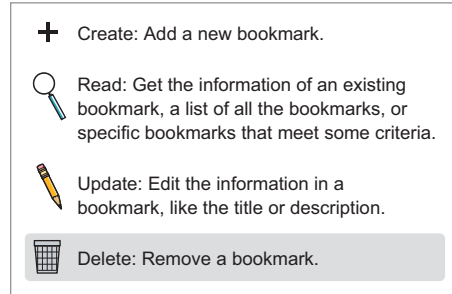 Create: Add a new bookmark.
Read: Get the information of an existing
bookmark, a list of all the bookmarks, or
specific bookmarks that meet some criteria.
Update: Edit the information in a
bookmark, like the title or description.
Delete: Remove a bookmark.